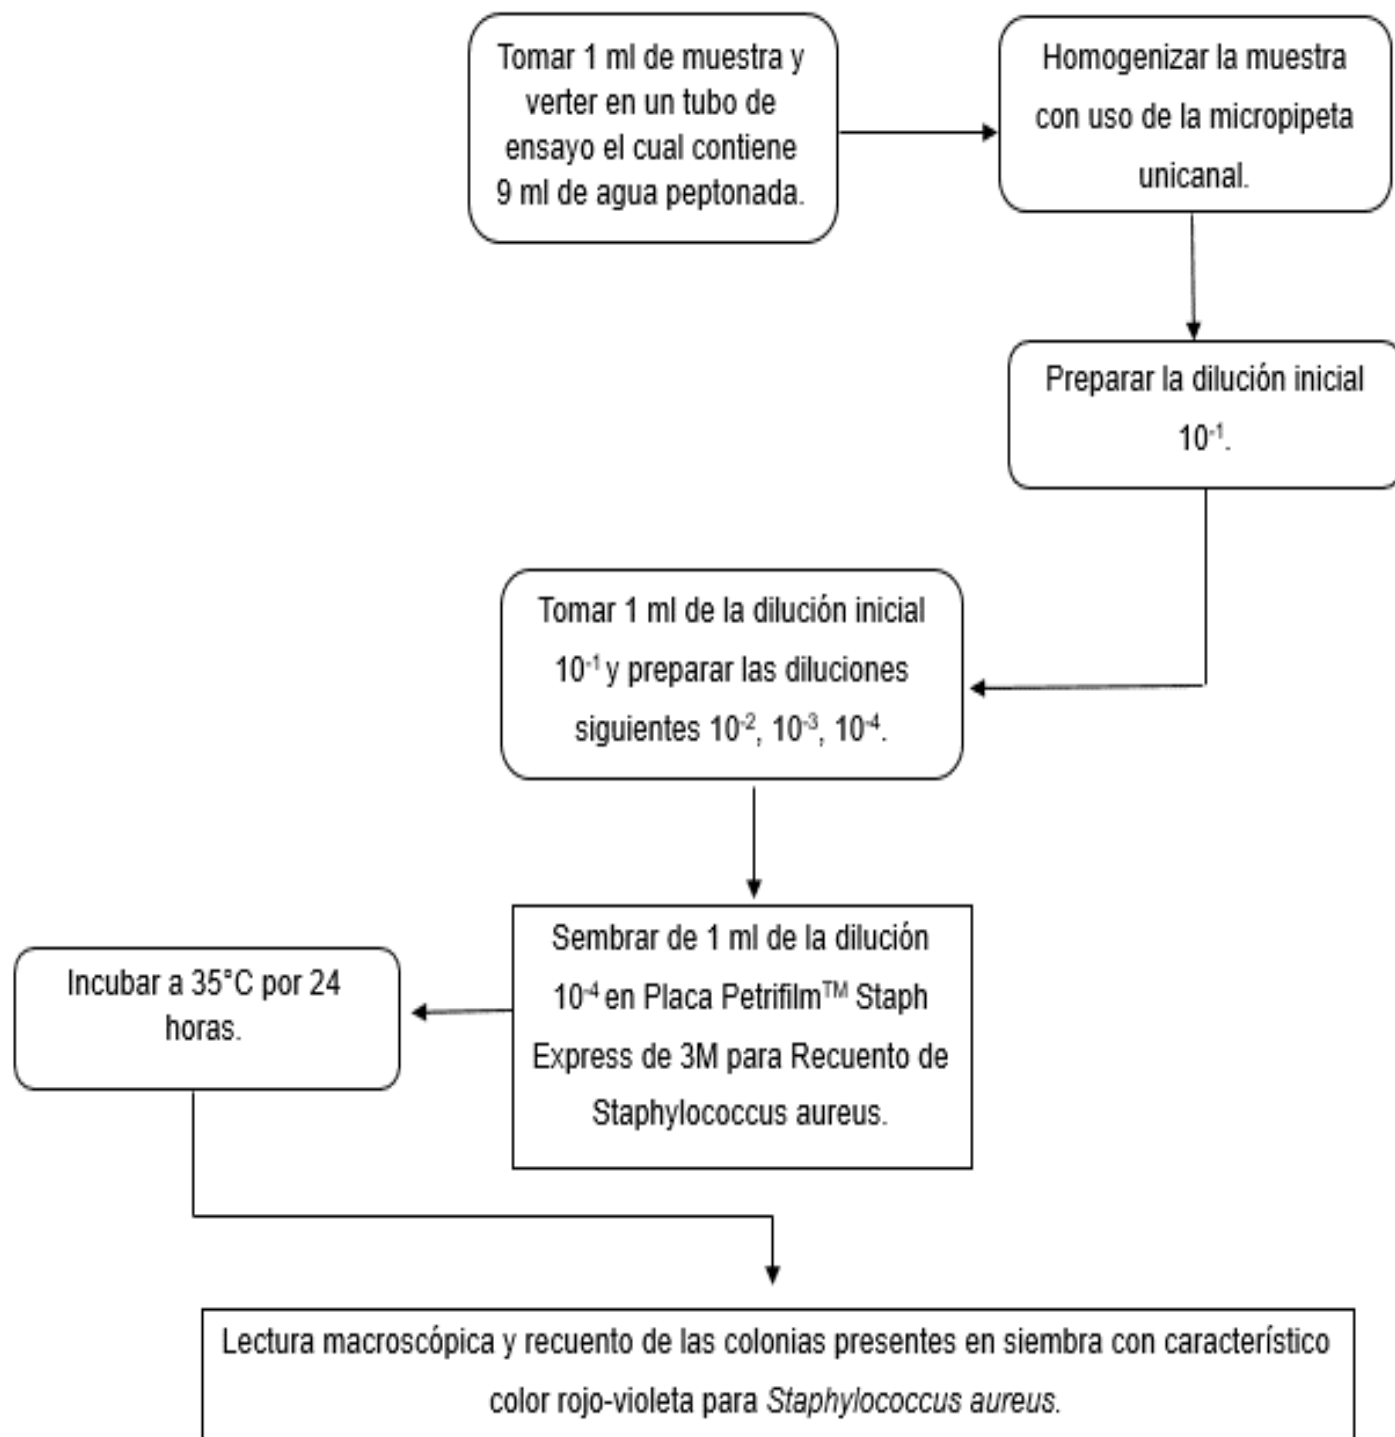 Tomar 1 ml de muestra y
verter en un tubo de
ensayo el cual contiene
9 ml de agua peptonada.
Homogenizar la muestra
con uso de la micropipeta
unicanal.
Preparar la dilución inicial
10⁻¹.
Tomar 1 ml de la dilución inicial
10⁻¹ y preparar las diluciones
siguientes 10⁻², 10⁻³, 10⁻⁴.
Sembrar de 1 ml de la dilución
10⁻⁴ en Placa Petrifilm™ Staph
Express de 3M para Recuento de
Staphylococcus aureus.
Incubar a 35°C por 24
horas.
Lectura macroscópica y recuento de las colonias presentes en siembra con característico
color rojo-violeta para Staphylococcus aureus.